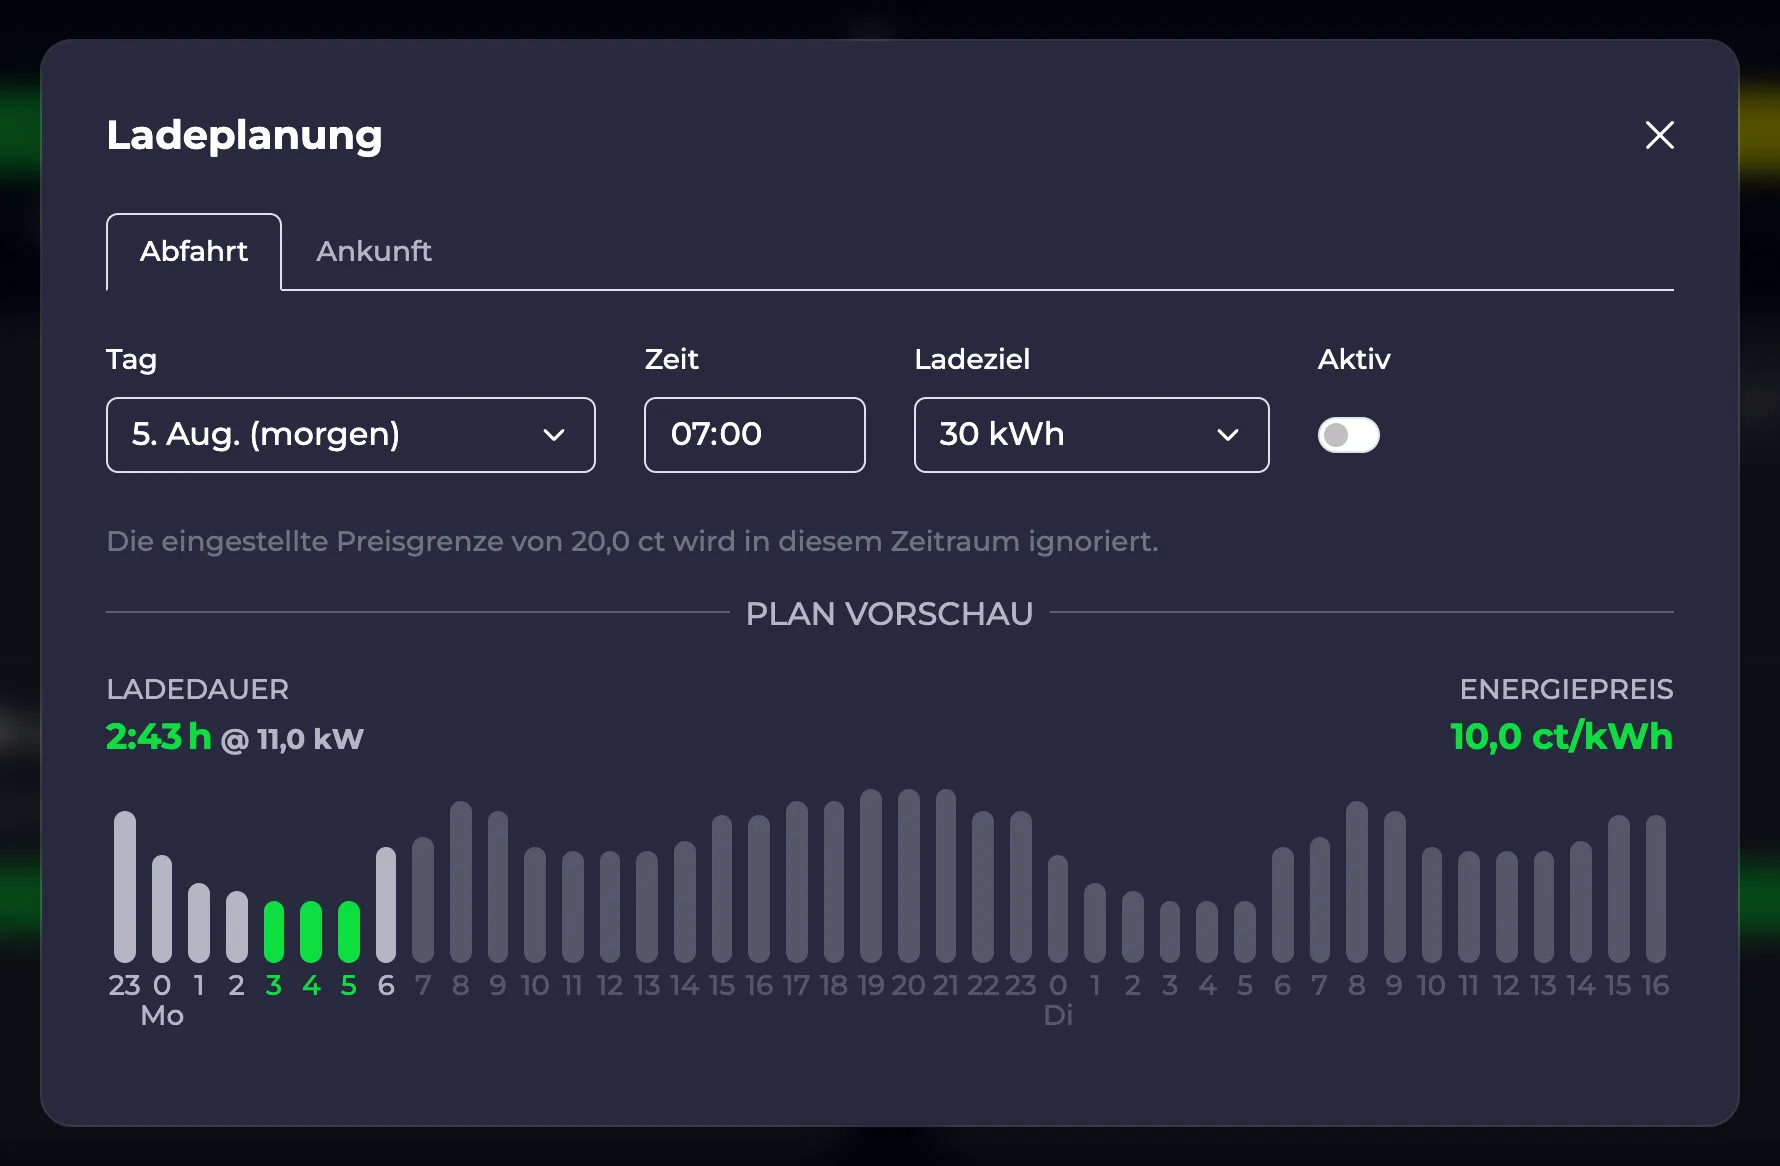 Ladeplanung
Abfahrt Ankunft
Tag Zeit Ladeziel Aktiv
5. Aug. (morgen) 07:00 30 kWh
Die eingestellte Preisgrenze von 20,0 ct wird in diesem Zeitraum ignoriert.
PLAN VORSCHAU
LADEDAUER ENERGIEPREIS
2:43 h @ 11,0 kW 10,0 ct/kWh
23 0 1 2 3 4 5 6 7 8 9 10 11 12 13 14 15 16 17 18 19 20 21 22 23 0 1 2 3 4 5 6 7 8 9 10 11 12 13 14 15 16
Mo Di